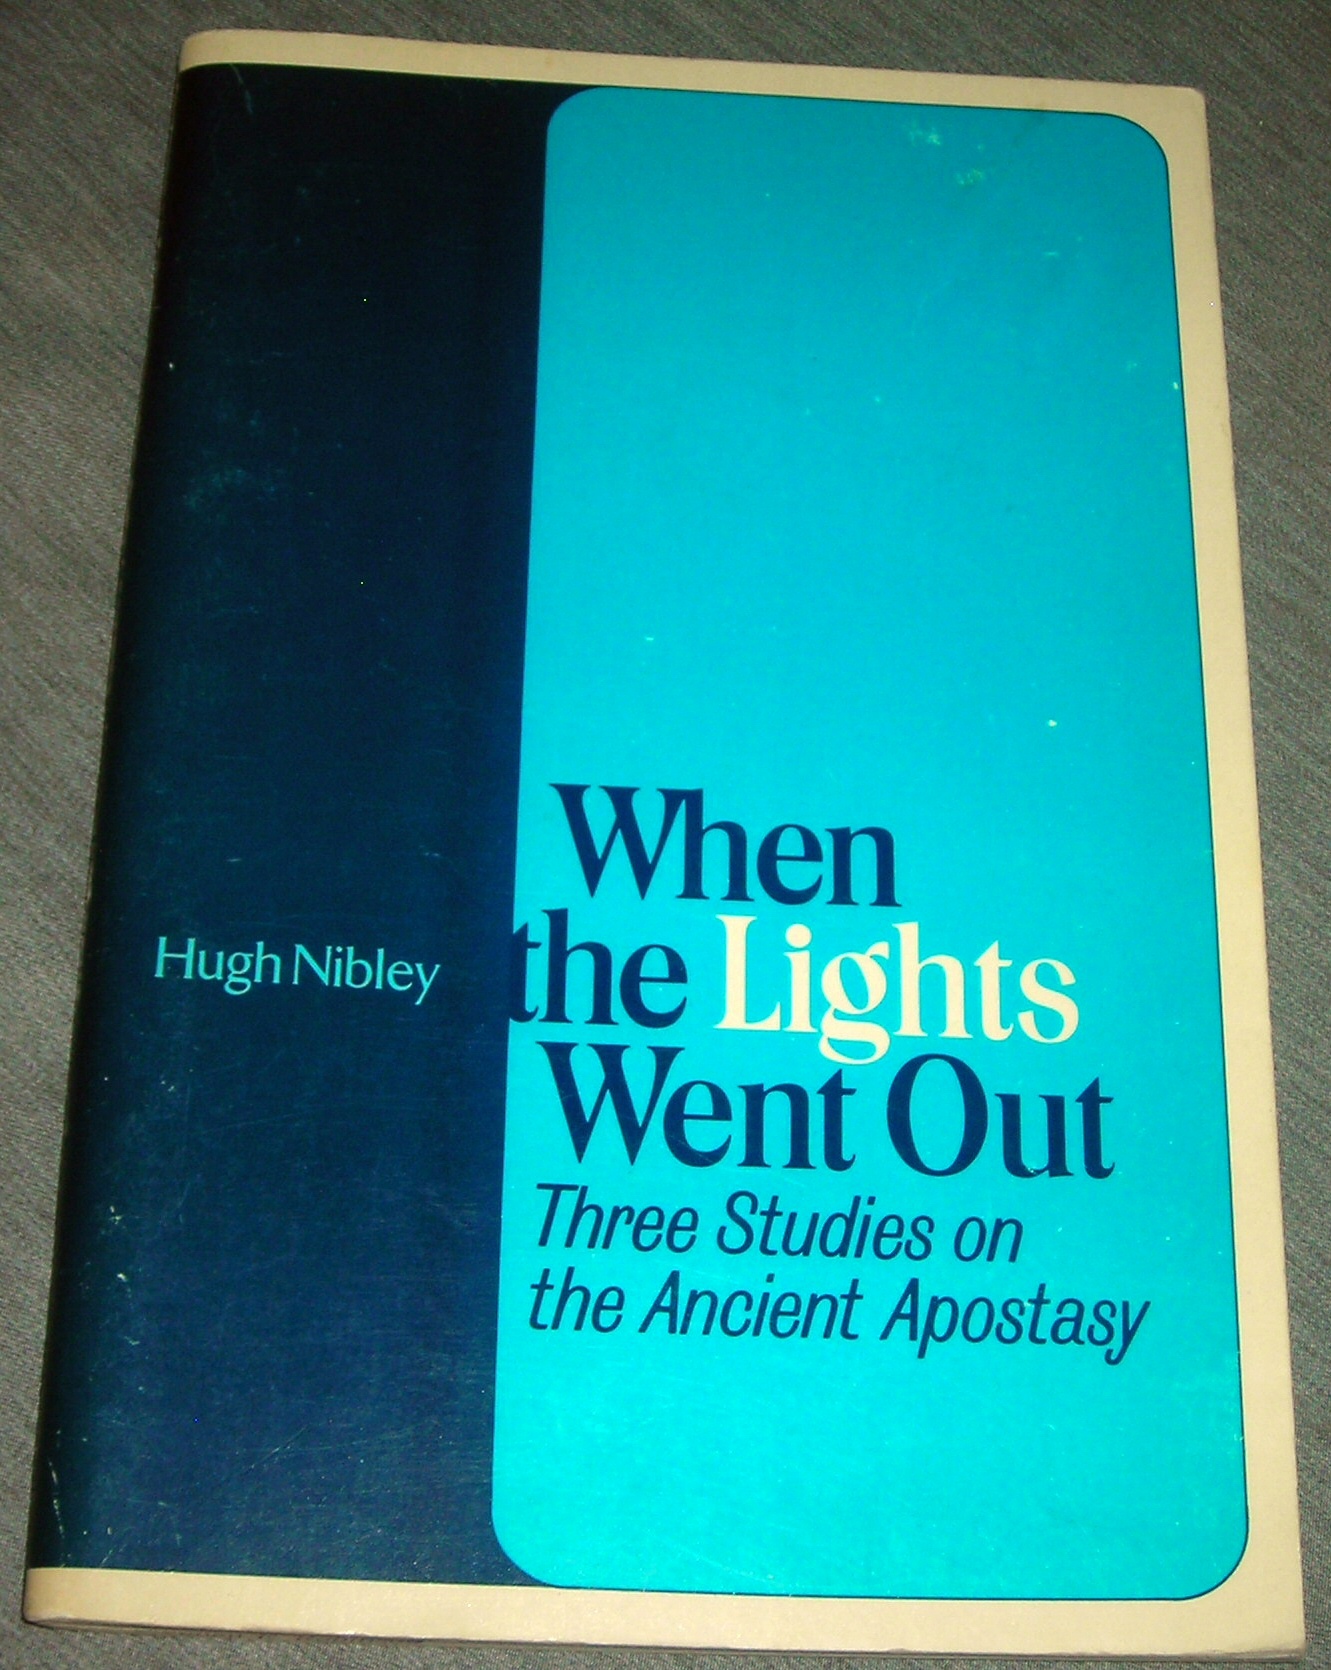 Hugh Nibley
When
the Lights
Went Out
Three Studies on
the Ancient Apostasy